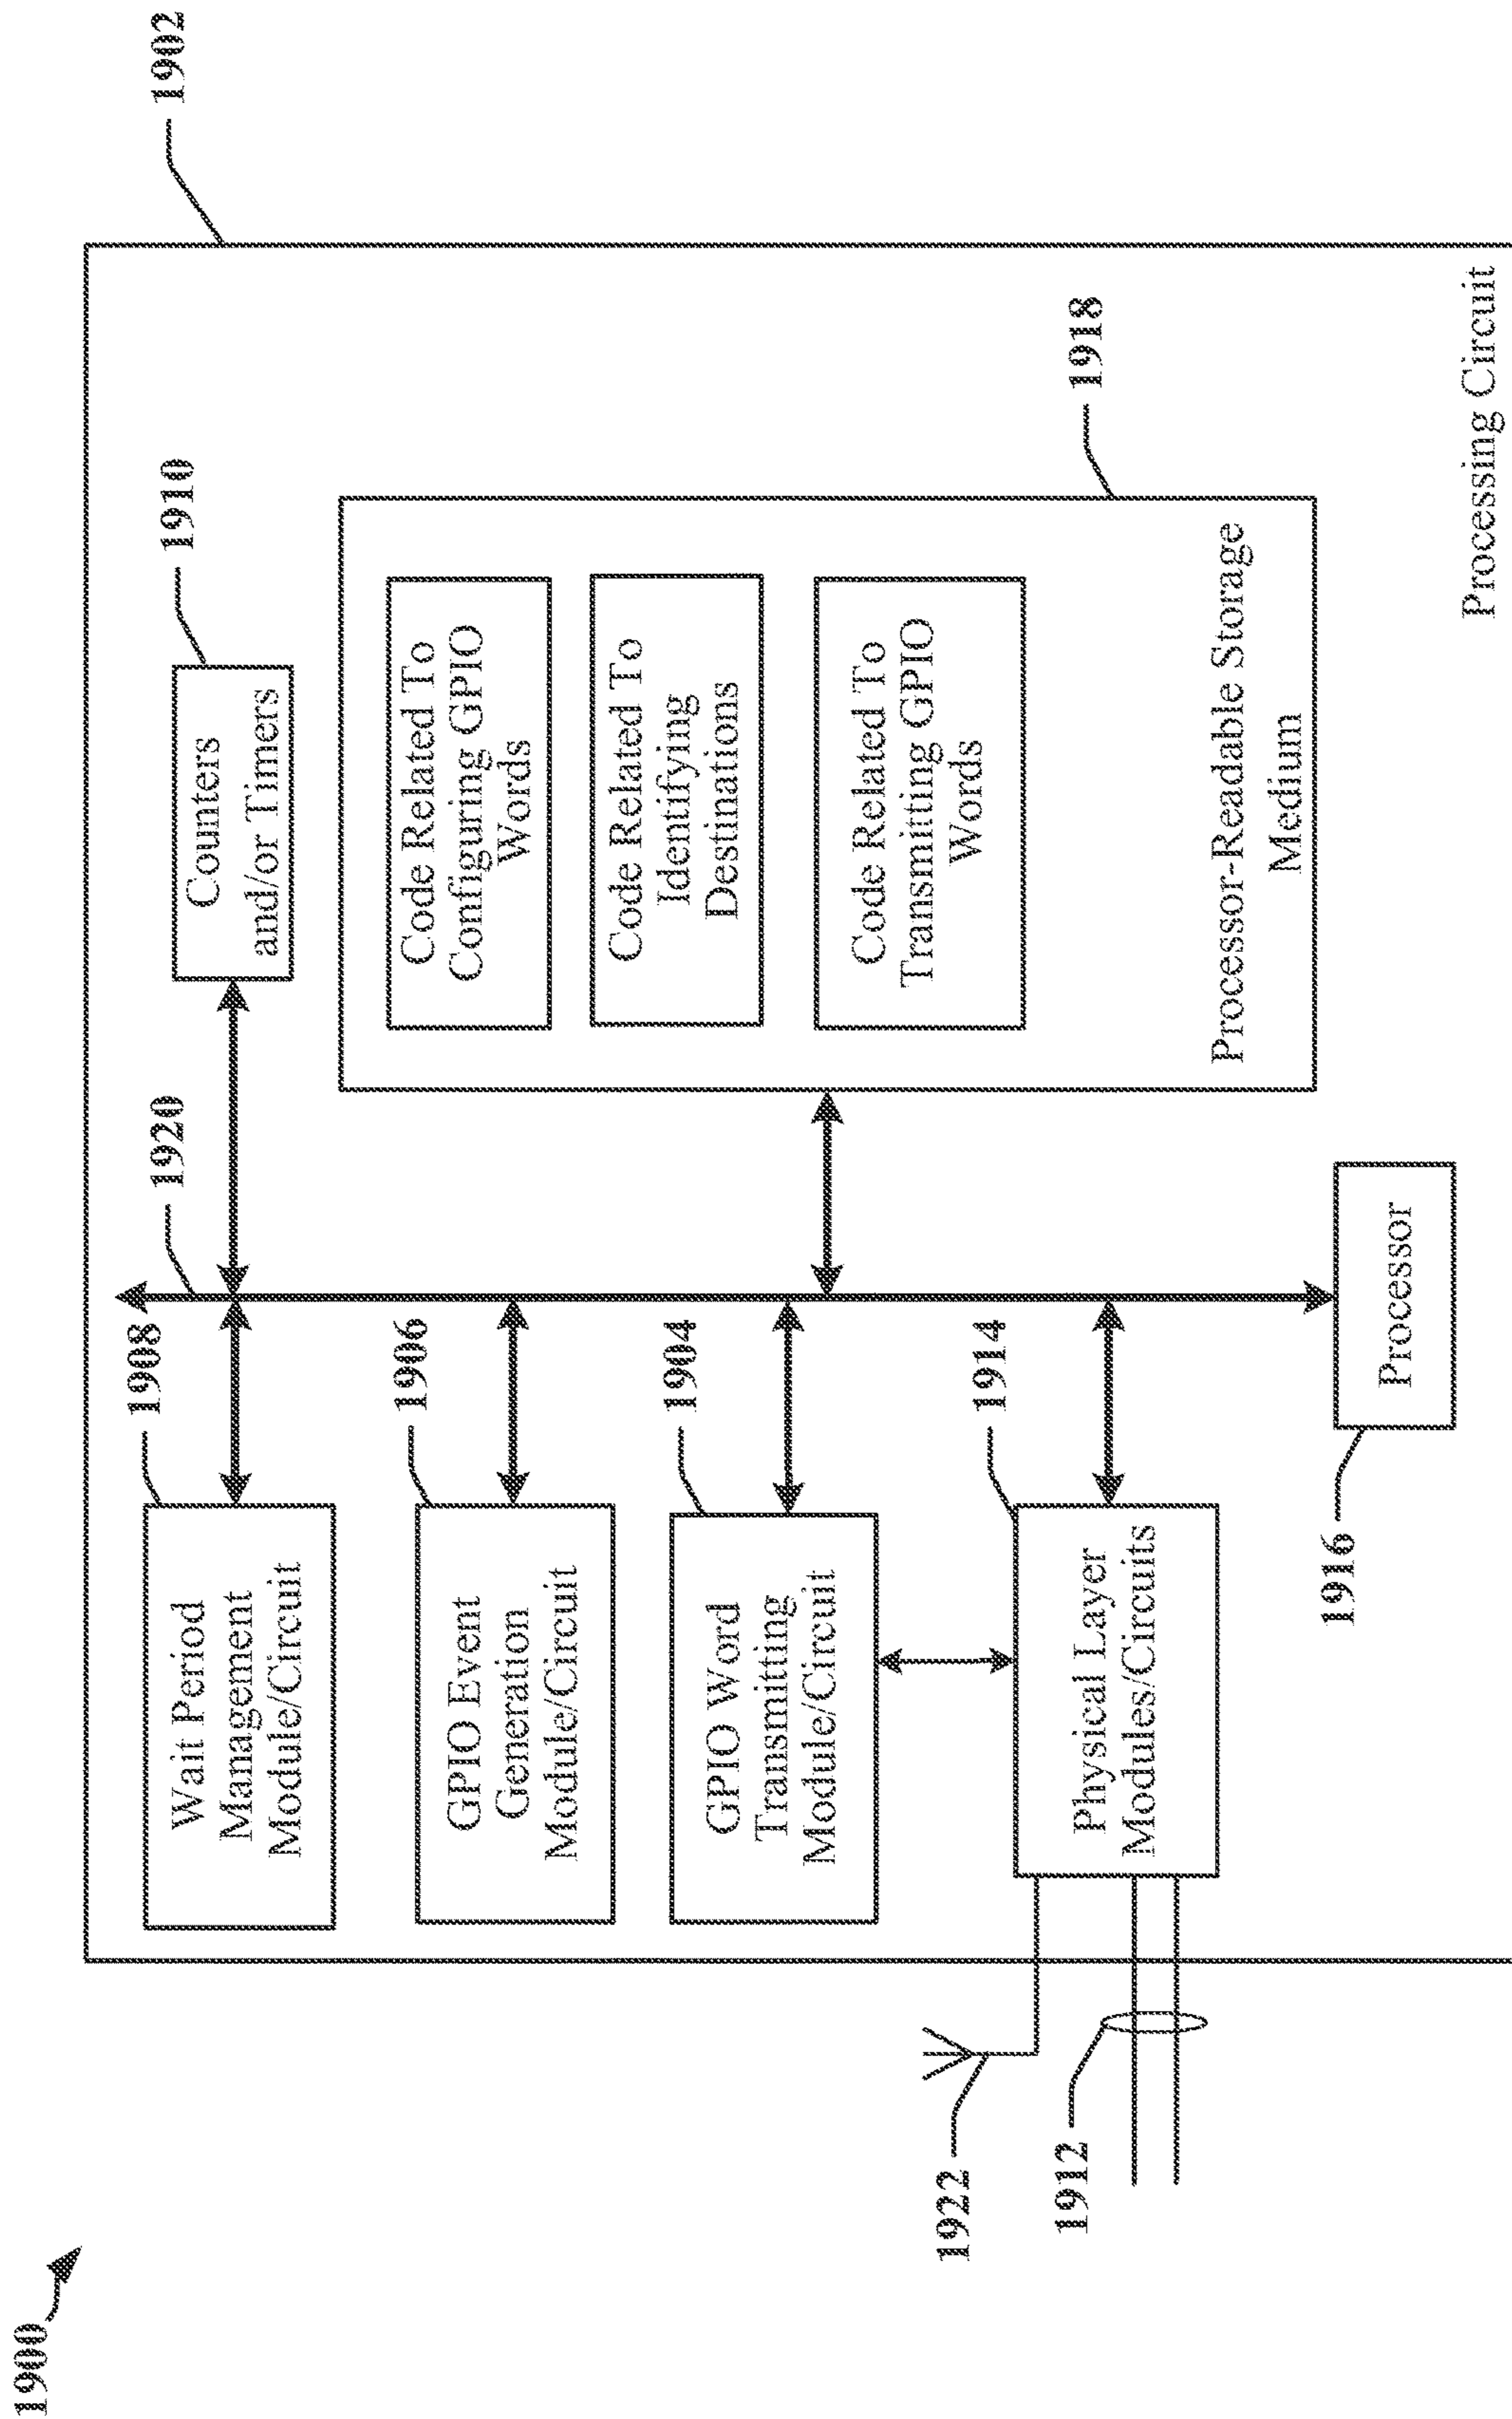 1900
1902
1920
1910
1908
Wait Period
Management
Module/Circuit
Counters
and/or Timers
1906
GPIO Event
Generation
Module/Circuit
1904
GPIO Word
Transmitting
Module/Circuit
1914
Physical Layer
Modules/Circuits
1922
1912
1918
Code Related To
Configuring GPIO
Words
Code Related To
Identifying
Destinations
Code Related To
Transmitting GPIO
Words
Processor-Readable Storage
Medium
1916
Processor
Processing Circuit